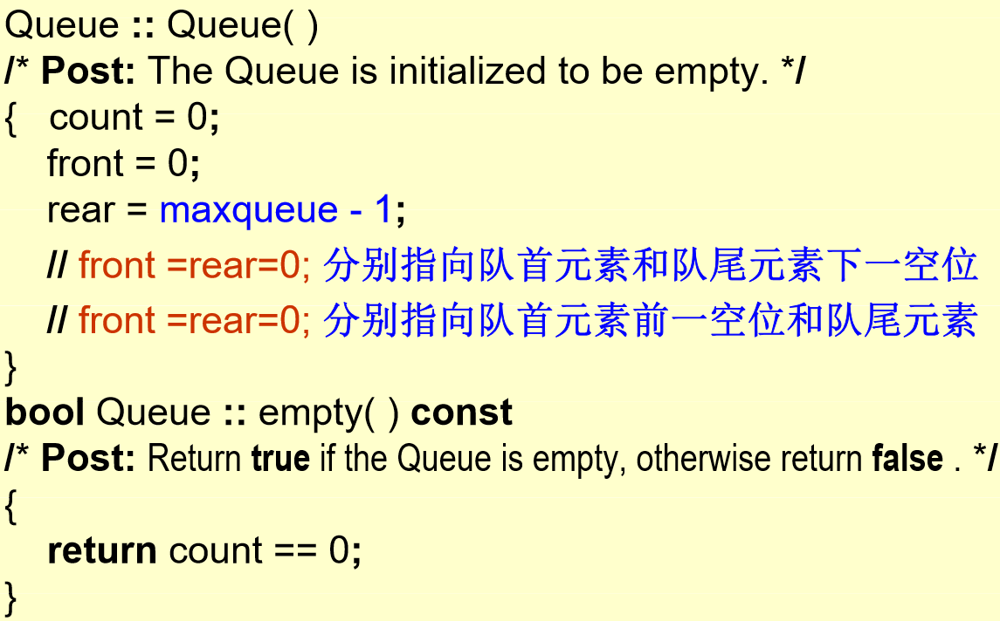 Queue :: Queue( )
/* Post: The Queue is initialized to be empty. */
{ count = 0;
front = 0;
rear = maxqueue - 1;
// front =rear=0; 分别指向队首元素和队尾元素下一空位
// front =rear=0; 分别指向队首元素前一空位和队尾元素
}
bool Queue :: empty( ) const
/* Post: Return true if the Queue is empty, otherwise return false . */
{
return count == 0;
}